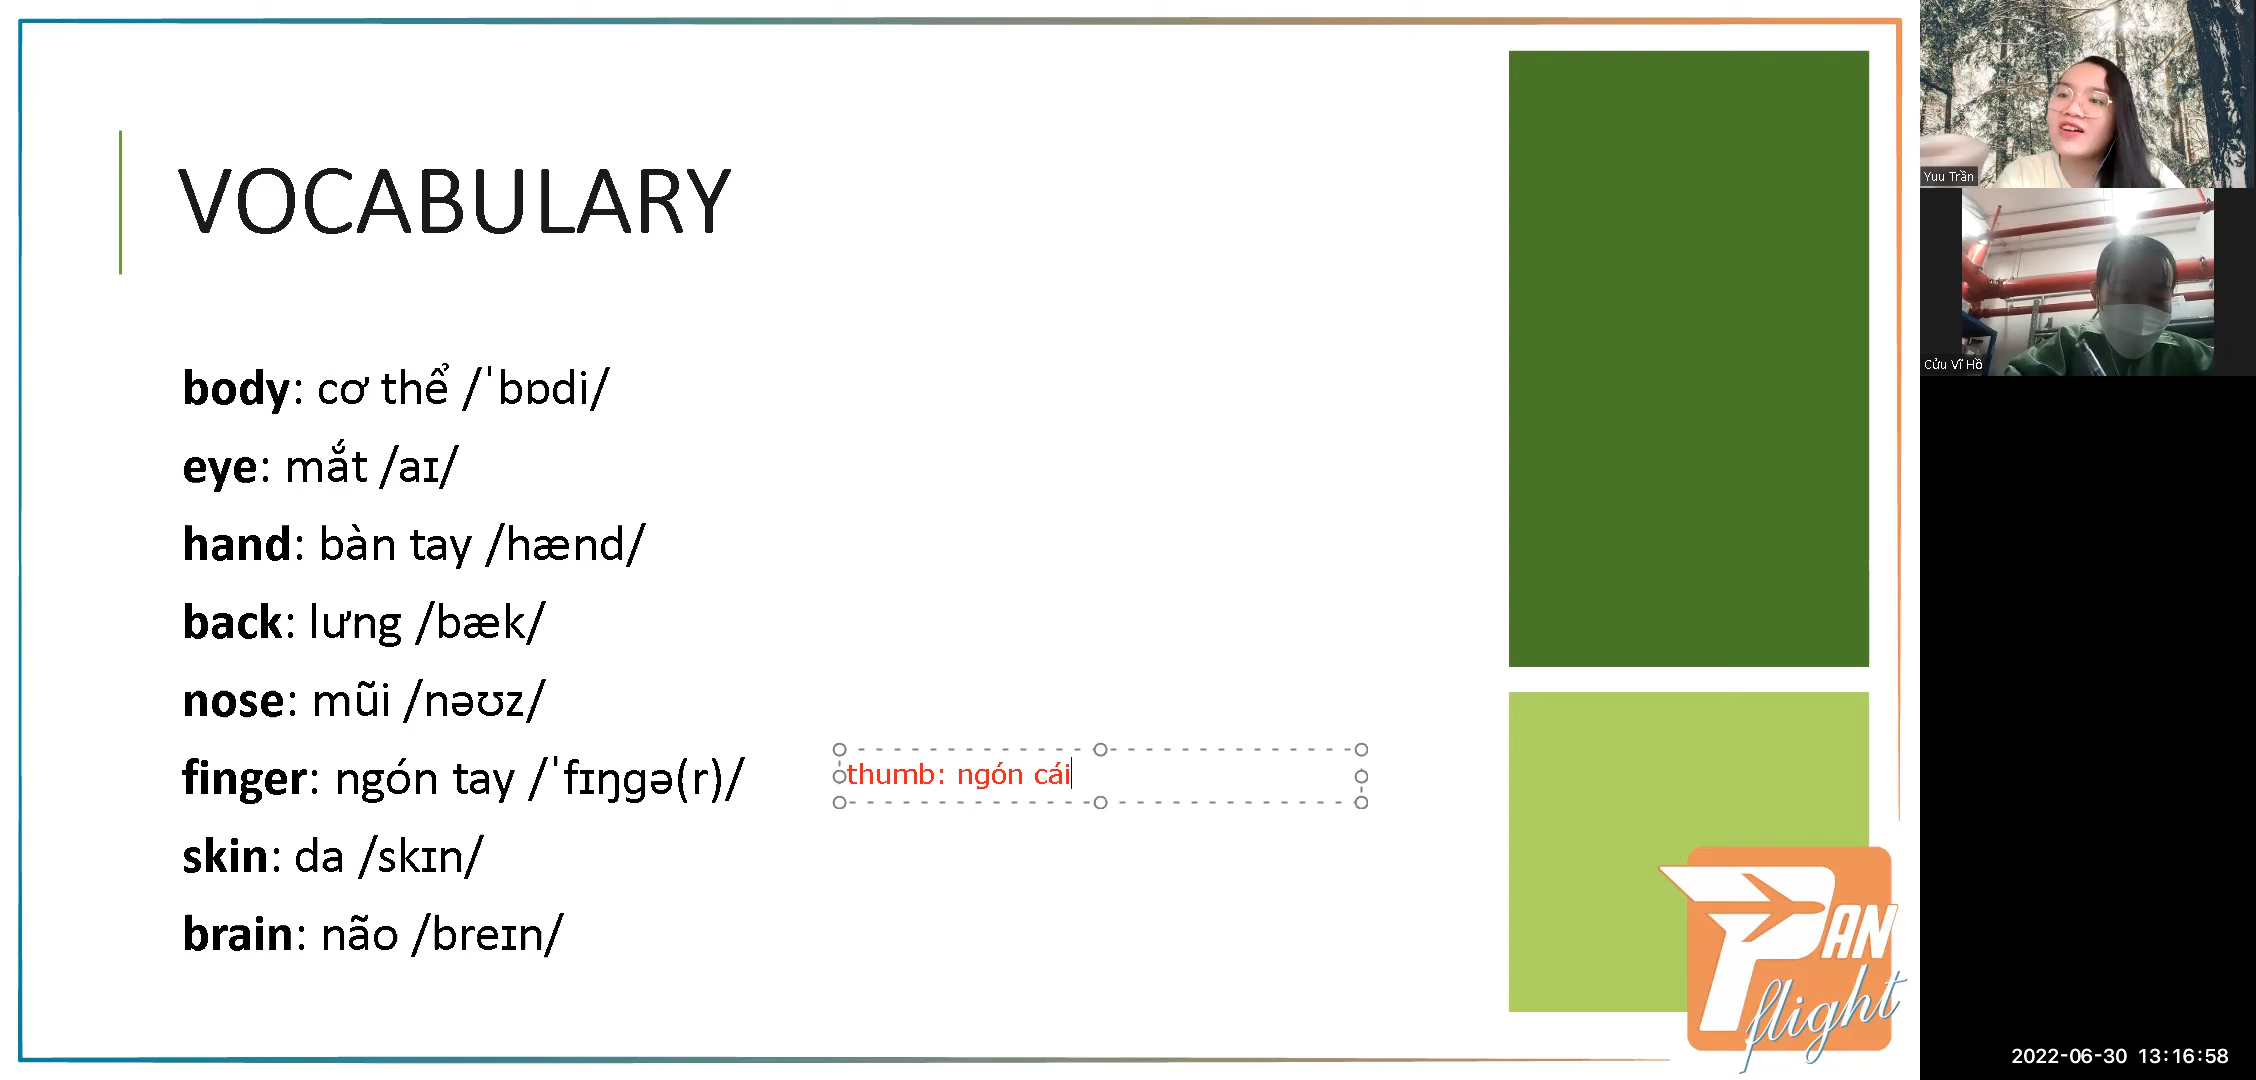 VOCABULARY
body: cơ thể /ˈbɒdi/
eye: mắt /aɪ/
hand: bàn tay /hænd/
back: lưng /bæk/
nose: mũi /nəʊz/
finger: ngón tay /ˈfɪŋɡə(r)/
thumb: ngón cái
skin: da /skɪn/
brain: não /breɪn/
PAN
flight
Yuu Trần
Cửu Vĩ Hồ
2022-06-30 13:16:58